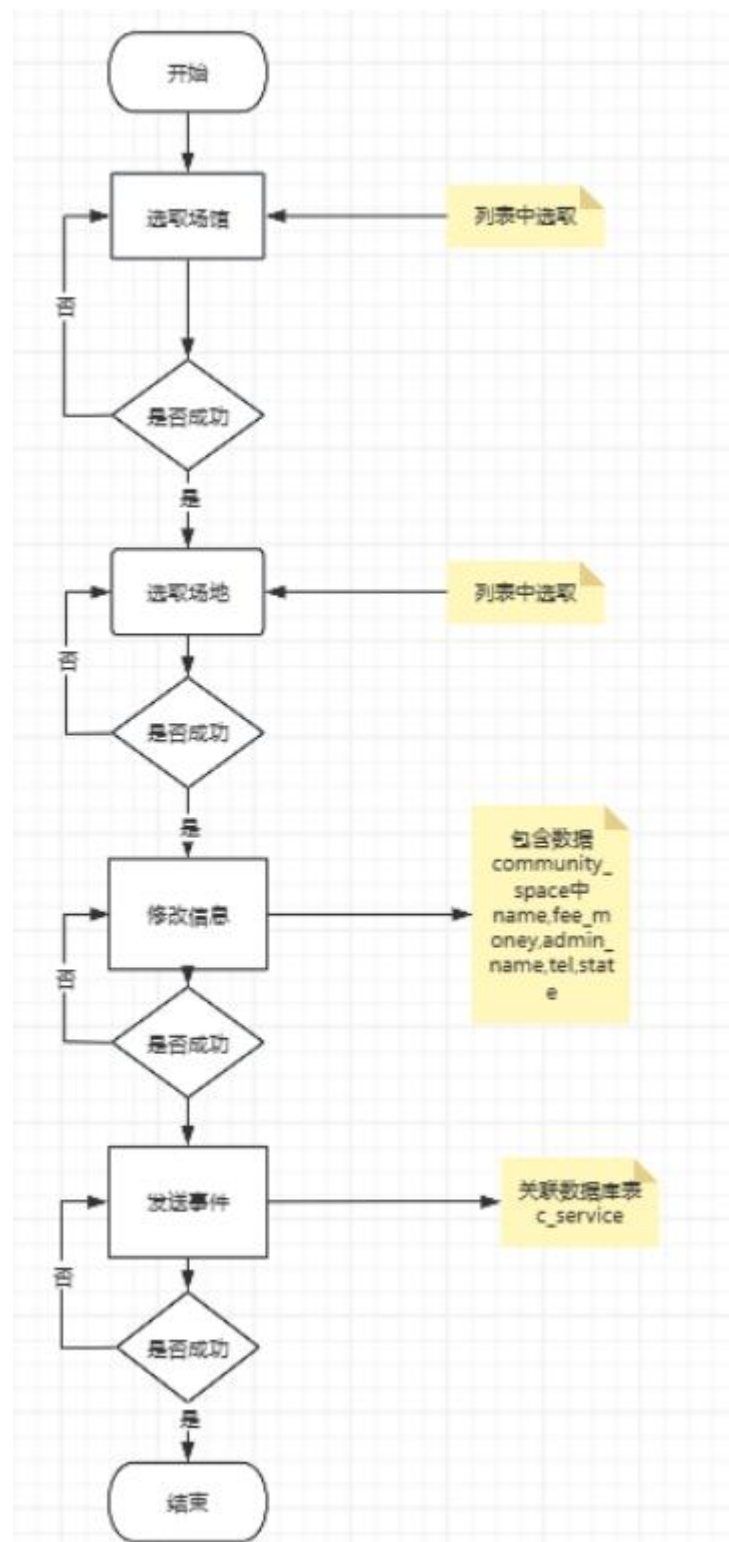 开始
选取场馆
列表中选取
否
是否成功
是
选取场地
列表中选取
否
是否成功
是
修改信息
包含数据
community_
space中
name,fee_m
oney,admin_
name,tel,stat
e
否
是否成功
发送事件
关联数据库表
c_service
否
是否成功
是
结束